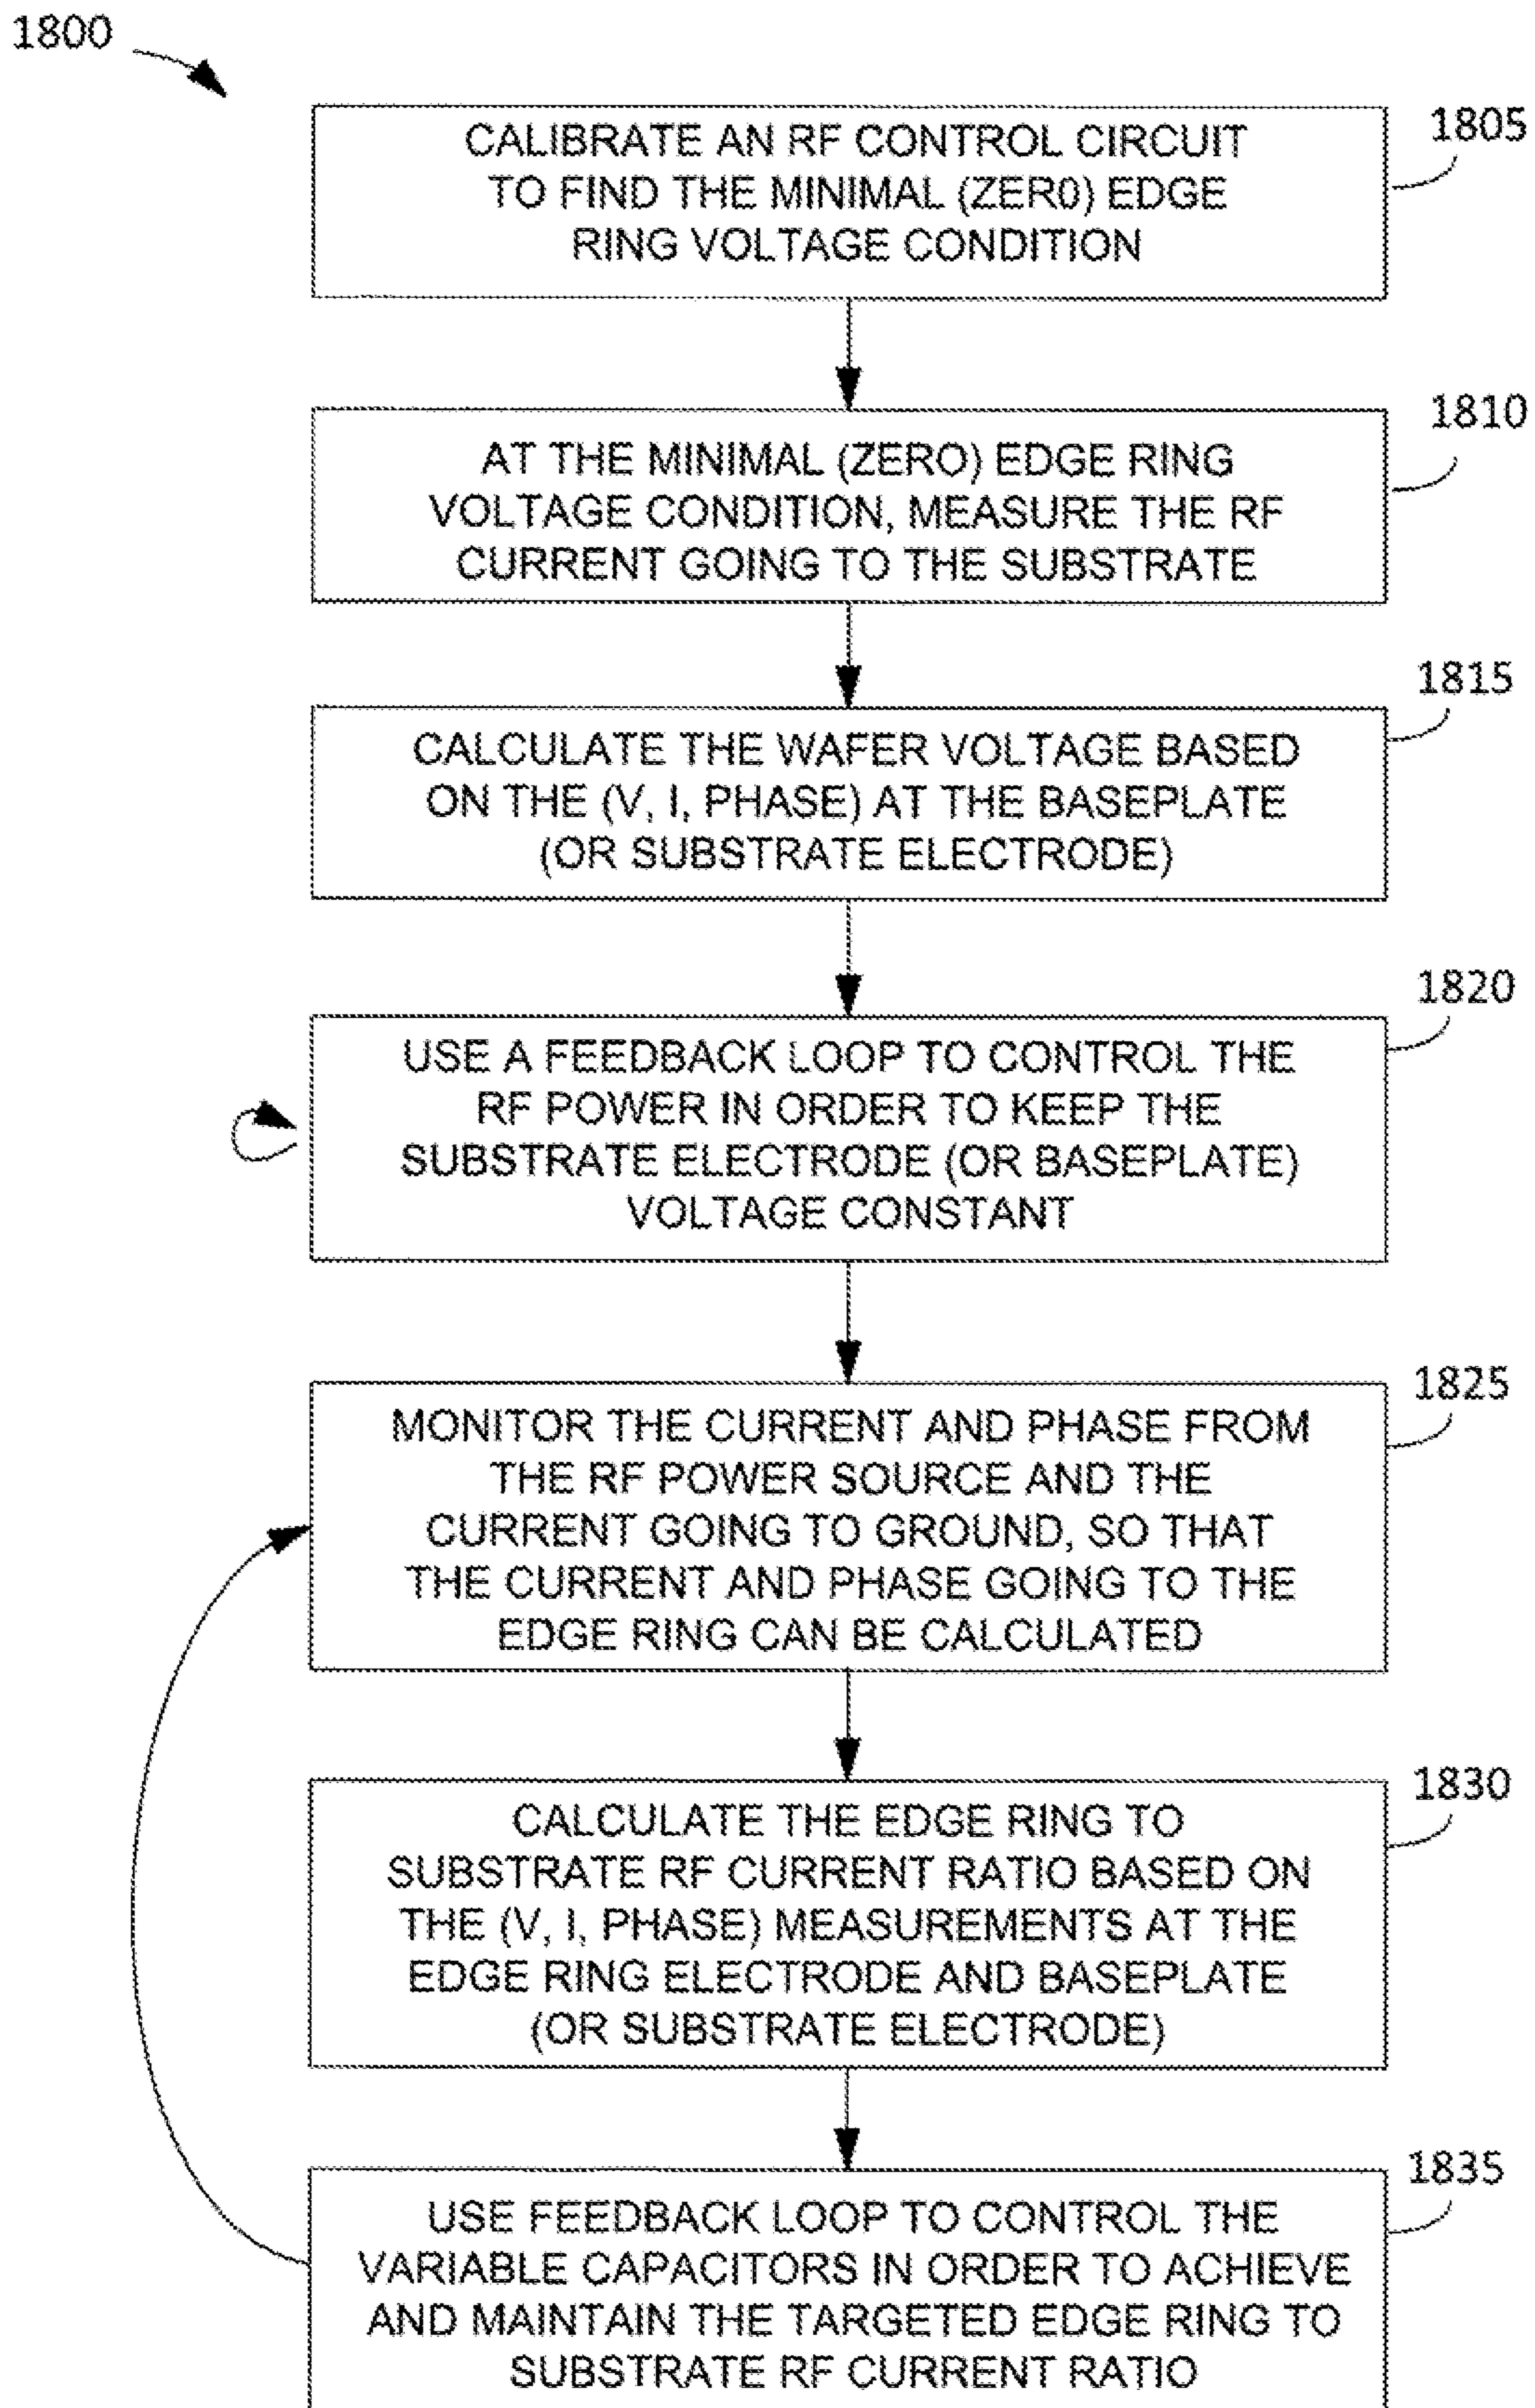 1800
CALIBRATE AN RF CONTROL CIRCUIT
TO FIND THE MINIMAL (ZER0) EDGE
RING VOLTAGE CONDITION
1805
AT THE MINIMAL (ZERO) EDGE RING
VOLTAGE CONDITION, MEASURE THE RF
CURRENT GOING TO THE SUBSTRATE
1810
CALCULATE THE WAFER VOLTAGE BASED
ON THE (V, I, PHASE) AT THE BASEPLATE
(OR SUBSTRATE ELECTRODE)
1815
USE A FEEDBACK LOOP TO CONTROL THE
RF POWER IN ORDER TO KEEP THE
SUBSTRATE ELECTRODE (OR BASEPLATE)
VOLTAGE CONSTANT
1820
MONITOR THE CURRENT AND PHASE FROM
THE RF POWER SOURCE AND THE
CURRENT GOING TO GROUND, SO THAT
THE CURRENT AND PHASE GOING TO THE
EDGE RING CAN BE CALCULATED
1825
CALCULATE THE EDGE RING TO
SUBSTRATE RF CURRENT RATIO BASED ON
THE (V, I, PHASE) MEASUREMENTS AT THE
EDGE RING ELECTRODE AND BASEPLATE
(OR SUBSTRATE ELECTRODE)
1830
USE FEEDBACK LOOP TO CONTROL THE
VARIABLE CAPACITORS IN ORDER TO ACHIEVE
AND MAINTAIN THE TARGETED EDGE RING TO
SUBSTRATE RF CURRENT RATIO
1835